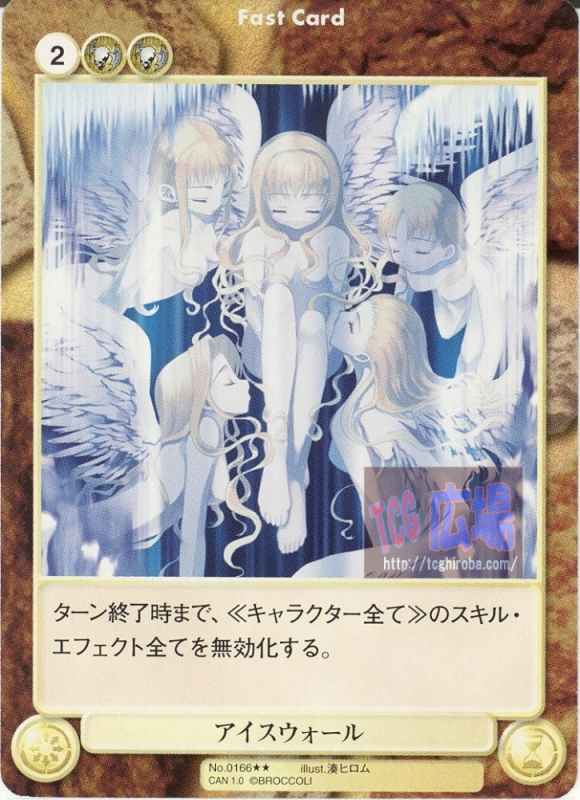 Fast Card
2
TCG 広場
http://tcghiroba.com/
ターン終了時まで、≪キャラクター全て≫のスキル・
エフェクト全てを無効化する。
アイスウォール
No.0166★★ illust.湊ヒロム
CAN 1.0 ©BROCCOLI